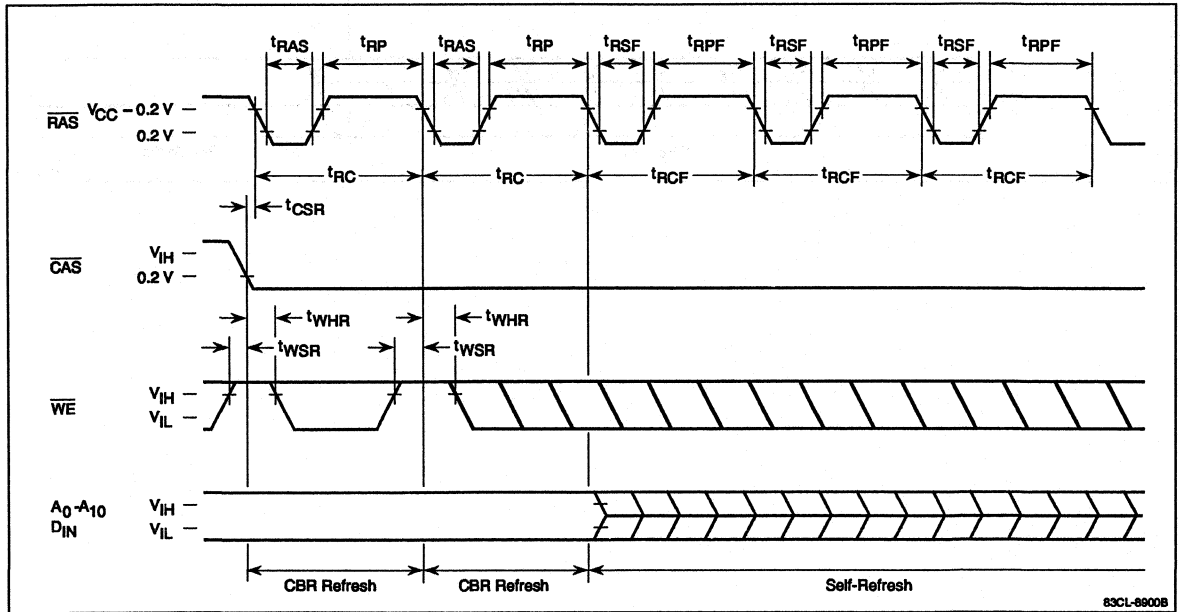 tRAS tRP tRAS tRP tRSF tRPF tRSF tRPF tRSF tRPF
RAS VCC – 0.2 V
0.2 V
tRC tRC tRCF tRCF tRCF
tCSR
CAS VIH
0.2 V
tWHR tWHR
tWSR tWSR
WE VIH
VIL
A0-A10 VIH
DIN VIL
CBR Refresh CBR Refresh Self-Refresh
83CL-8900B